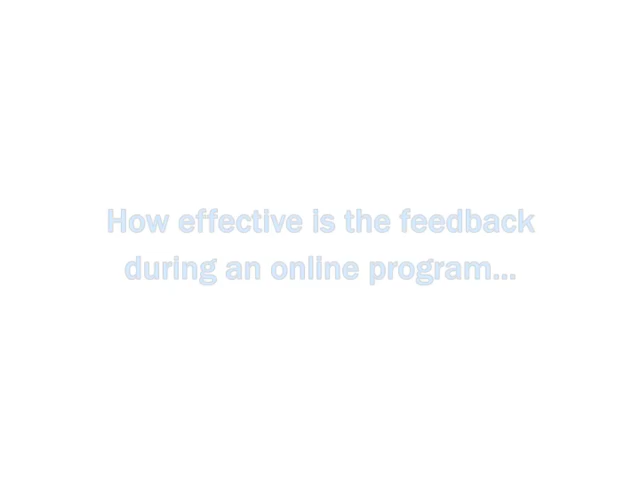 How effective is the feedback
during an online program...